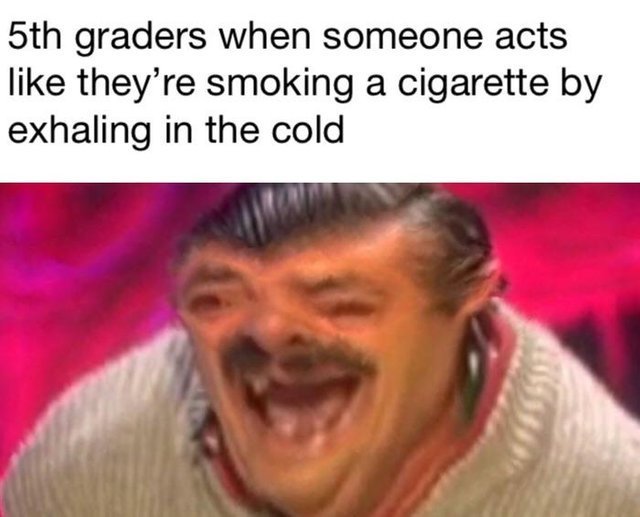 5th graders when someone acts
like they’re smoking a cigarette by
exhaling in the cold